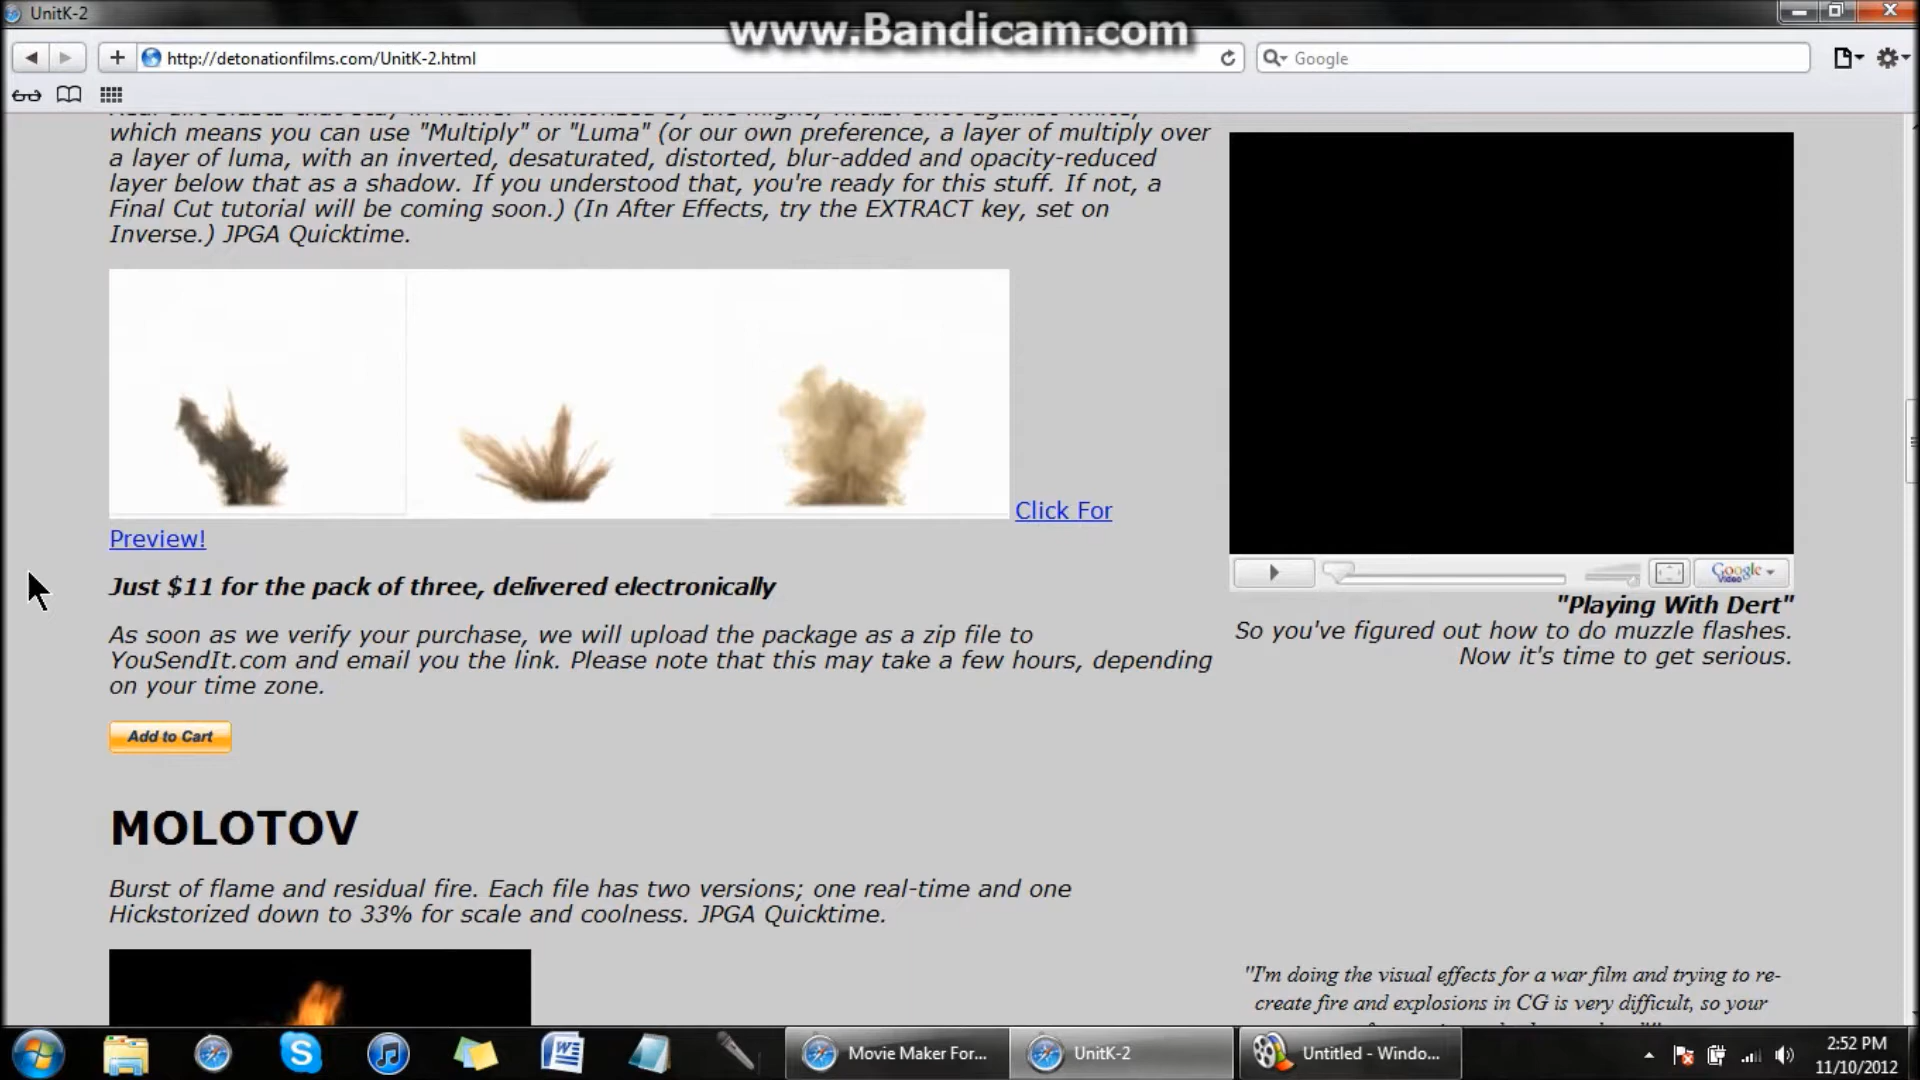 UnitK-2
www.Bandicam.com
http://detonationfilms.com/UnitK-2.html
Google
which means you can use "Multiply" or "Luma" (or our own preference, a layer of multiply over
a layer of luma, with an inverted, desaturated, distorted, blur-added and opacity-reduced
layer below that as a shadow. If you understood that, you're ready for this stuff. If not, a
Final Cut tutorial will be coming soon.) (In After Effects, try the EXTRACT key, set on
Inverse.) JPGA Quicktime.
Click For
Preview!
Just $11 for the pack of three, delivered electronically
As soon as we verify your purchase, we will upload the package as a zip file to
YouSendIt.com and email you the link. Please note that this may take a few hours, depending
on your time zone.
Add to Cart
Google
Video
"Playing With Dert"
So you've figured out how to do muzzle flashes.
Now it's time to get serious.
MOLOTOV
Burst of flame and residual fire. Each file has two versions; one real-time and one
Hickstorized down to 33% for scale and coolness. JPGA Quicktime.
"I'm doing the visual effects for a war film and trying to re-
create fire and explosions in CG is very difficult, so your
Movie Maker For...
UnitK-2
Untitled - Windo...
2:52 PM
11/10/2012